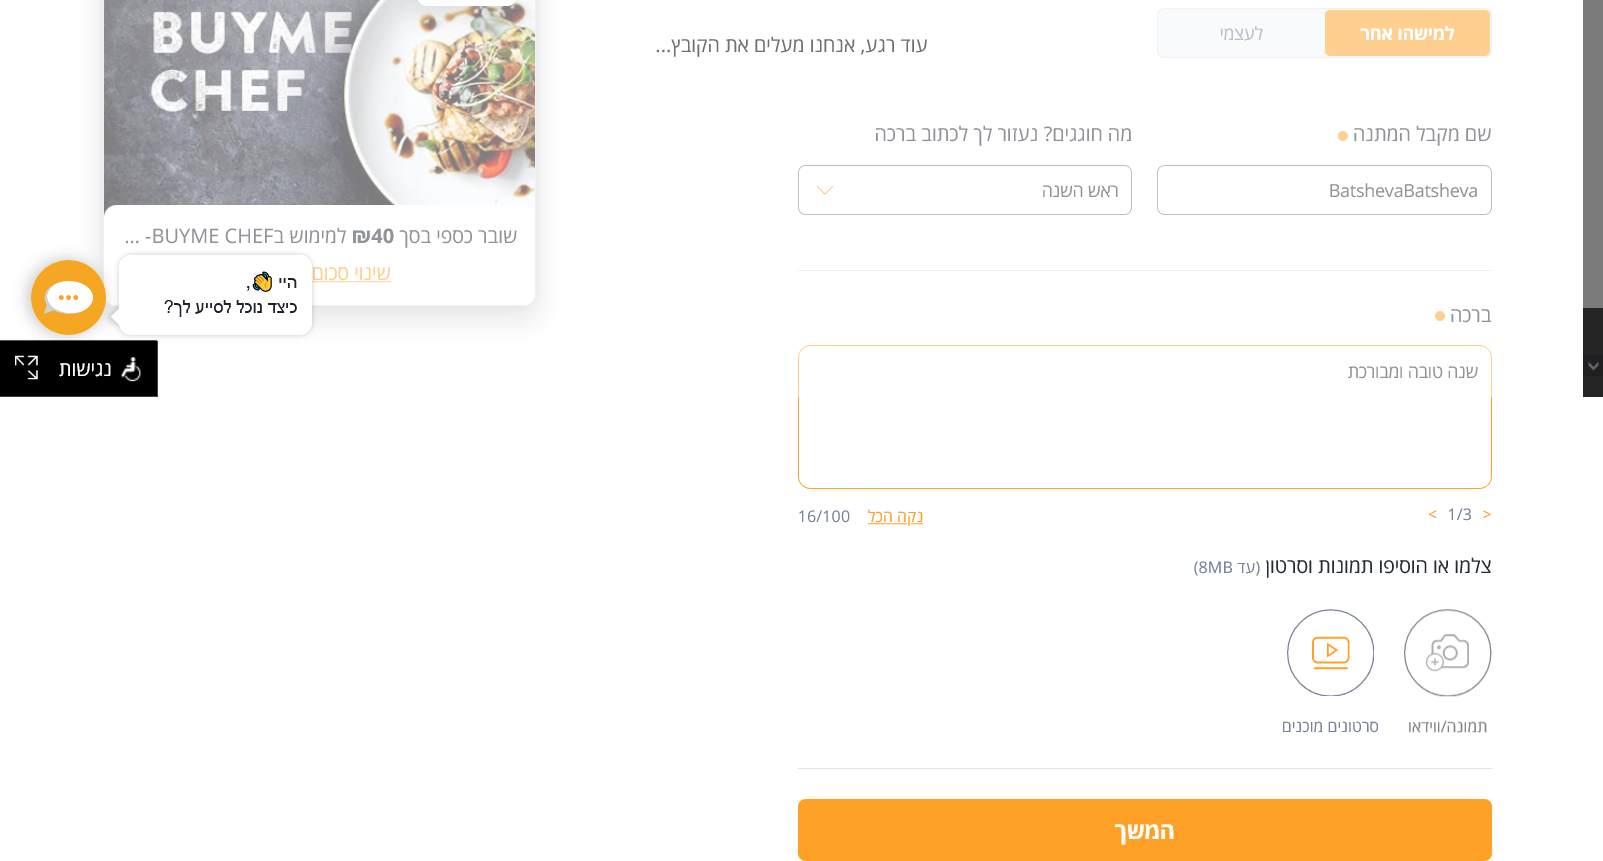 BUYME
CHEF
למישהו אחר
לעצמי
עוד רגע, אנחנו מעלים את הקובץ...
שם מקבל המתנה
מה חוגגים? נעזור לך לכתוב ברכה
BatshevaBatsheva
ראש השנה
שובר כספי בסך 40₪ למימוש בBUYME CHEF- ...
שינוי סכום
היי 👋,
כיצד נוכל לסייע לך?
נגישות
ברכה
שנה טובה ומבורכת
< 1/3 >
נקה הכל
16/100
צלמו או הוסיפו תמונות וסרטון (עד 8MB)
תמונה/ווידאו
סרטונים מוכנים
המשך